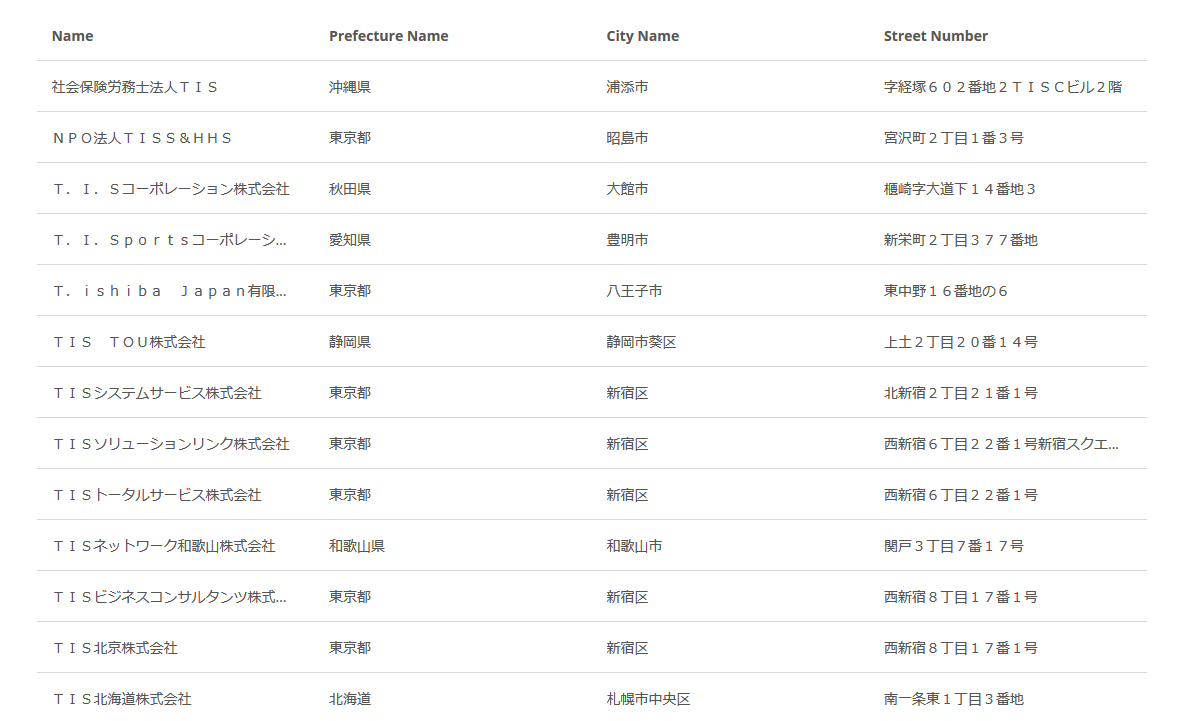 Name Prefecture Name City Name Street Number
社会保険労務士法人ＴＩＳ 沖縄県 浦添市 字経塚６０２番地２ＴＩＳＣビル２階
ＮＰＯ法人ＴＩＳＳ＆ＨＨＳ 東京都 昭島市 宮沢町２丁目１番３号
Ｔ．Ｉ．Ｓコーポレーション株式会社 秋田県 大館市 櫃崎字大道下１４番地３
Ｔ．Ｉ．Ｓｐｏｒｔｓコーポレーシ... 愛知県 豊明市 新栄町２丁目３７７番地
Ｔ．ｉｓｈｉｂａ　Ｊａｐａｎ有限... 東京都 八王子市 東中野１６番地の６
ＴＩＳ　ＴＯＵ株式会社 静岡県 静岡市葵区 上土２丁目２０番１４号
ＴＩＳシステムサービス株式会社 東京都 新宿区 北新宿２丁目２１番１号
ＴＩＳソリューションリンク株式会社 東京都 新宿区 西新宿６丁目２２番１号新宿スクエ...
ＴＩＳトータルサービス株式会社 東京都 新宿区 西新宿６丁目２２番１号
ＴＩＳネットワーク和歌山株式会社 和歌山県 和歌山市 関戸３丁目７番１７号
ＴＩＳビジネスコンサルタンツ株式... 東京都 新宿区 西新宿８丁目１７番１号
ＴＩＳ北京株式会社 東京都 新宿区 西新宿８丁目１７番１号
ＴＩＳ北海道株式会社 北海道 札幌市中央区 南一条東１丁目３番地